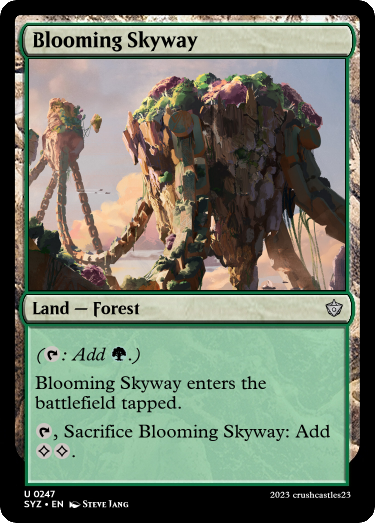 Blooming Skyway
Land — Forest
(: Add .)
Blooming Skyway enters the
battlefield tapped.
, Sacrifice Blooming Skyway: Add
.
U 0247
SYZ • EN Steve Jang
2023 crushcastles23